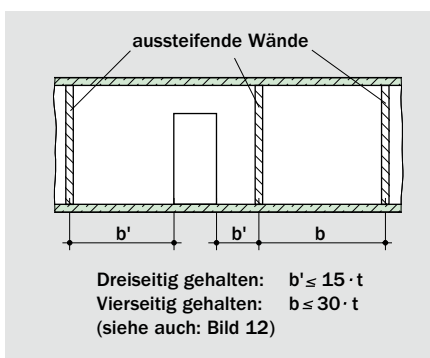 aussteifende Wände
b' b' b
Dreiseitig gehalten: b' ≤ 15 · t
Vierseitig gehalten: b ≤ 30 · t
(siehe auch: Bild 12)